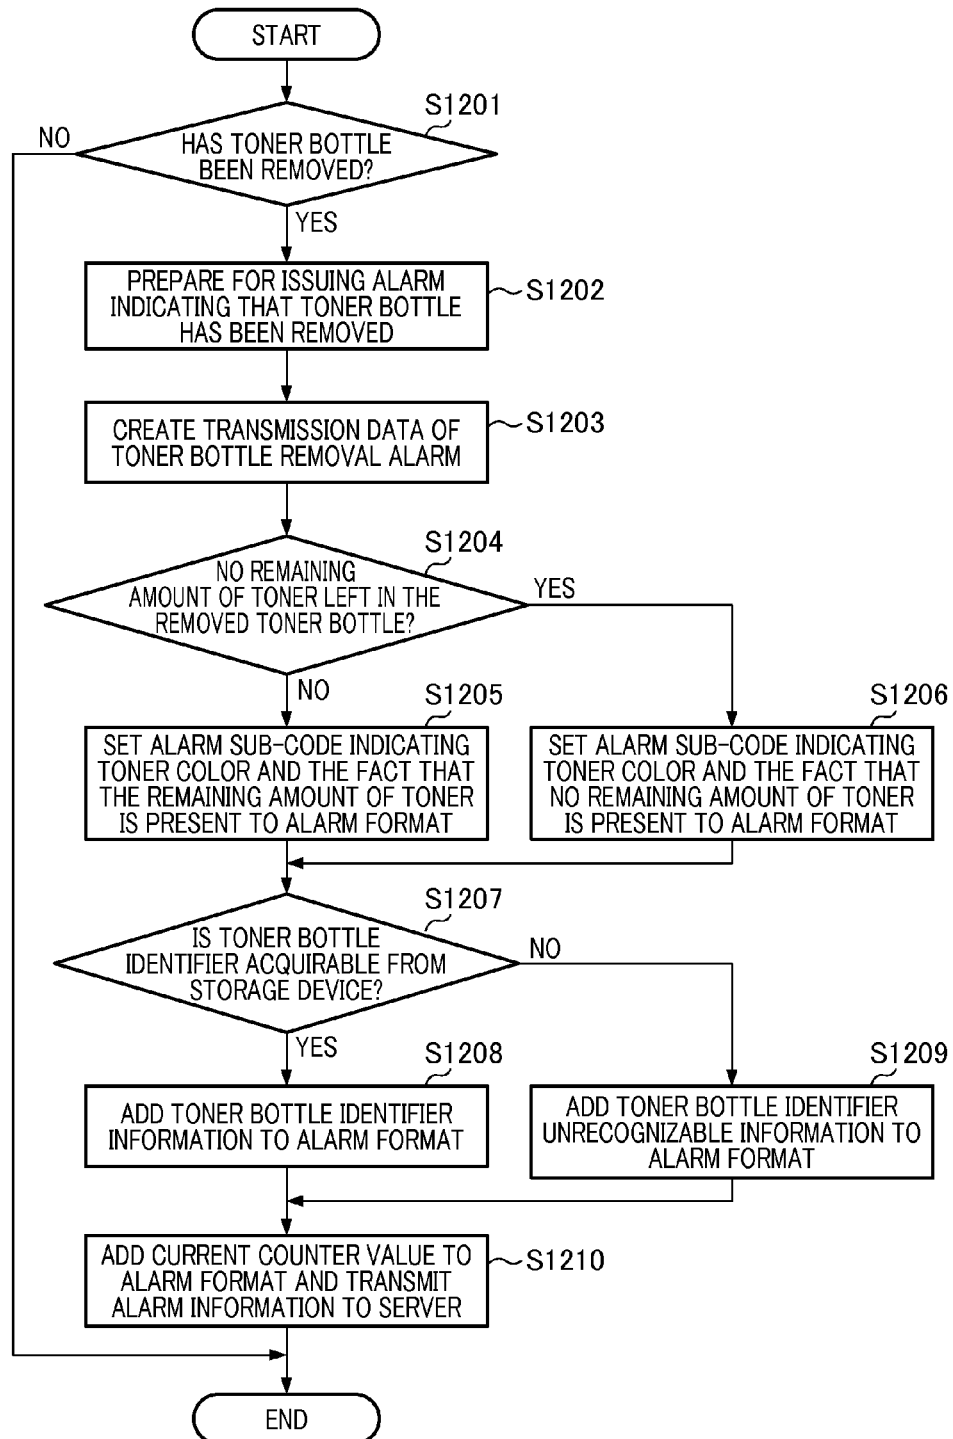 START
S1201
NO
HAS TONER BOTTLE
BEEN REMOVED?
YES
PREPARE FOR ISSUING ALARM
INDICATING THAT TONER BOTTLE
HAS BEEN REMOVED
S1202
CREATE TRANSMISSION DATA OF
TONER BOTTLE REMOVAL ALARM
S1203
S1204
NO REMAINING
AMOUNT OF TONER LEFT IN THE
REMOVED TONER BOTTLE?
YES
NO
S1205
SET ALARM SUB-CODE INDICATING
TONER COLOR AND THE FACT THAT
THE REMAINING AMOUNT OF TONER
IS PRESENT TO ALARM FORMAT
S1206
SET ALARM SUB-CODE INDICATING
TONER COLOR AND THE FACT THAT
NO REMAINING AMOUNT OF TONER
IS PRESENT TO ALARM FORMAT
S1207
IS TONER BOTTLE
IDENTIFIER ACQUIRABLE FROM
STORAGE DEVICE?
NO
YES
S1208
ADD TONER BOTTLE IDENTIFIER
INFORMATION TO ALARM FORMAT
S1209
ADD TONER BOTTLE IDENTIFIER
UNRECOGNIZABLE INFORMATION TO
ALARM FORMAT
ADD CURRENT COUNTER VALUE TO
ALARM FORMAT AND TRANSMIT
ALARM INFORMATION TO SERVER
S1210
END